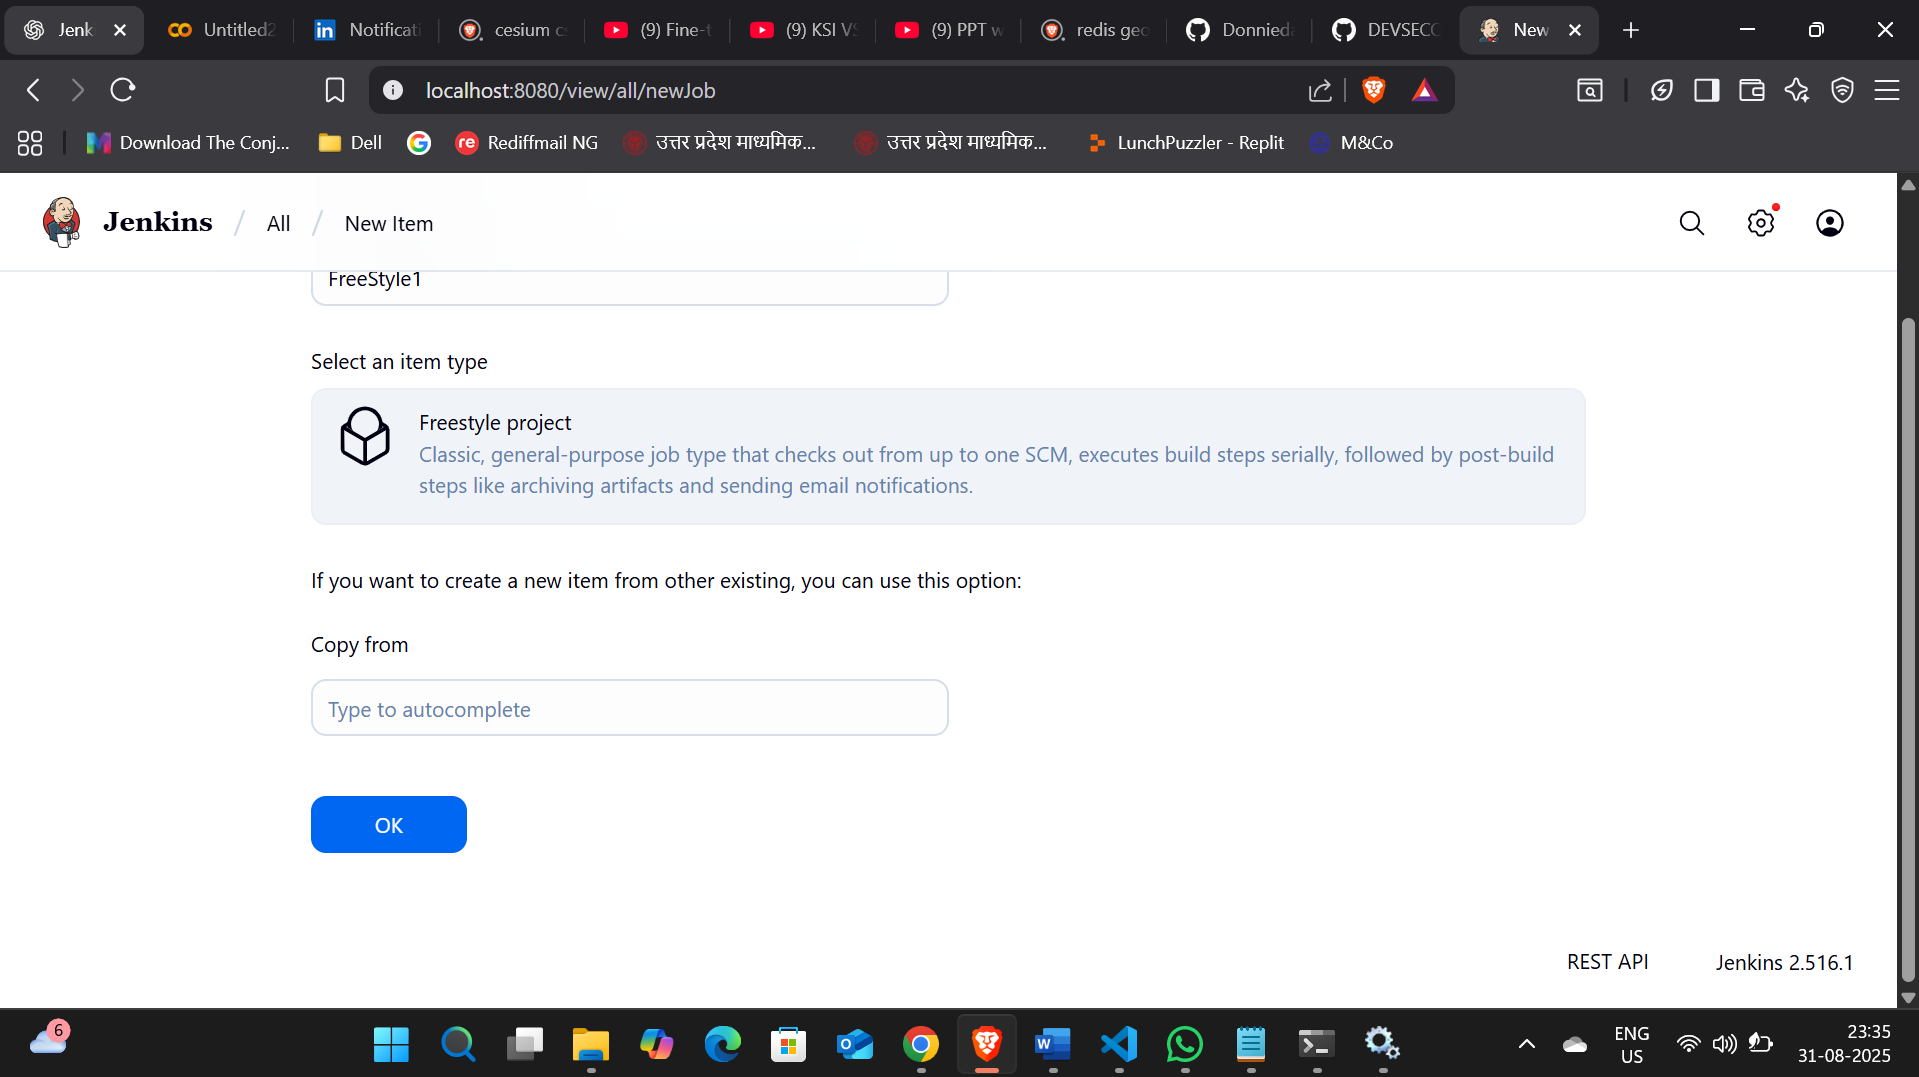 Jenk
Untitled2
Notificati
cesium c
(9) Fine-t
(9) KSI VS
(9) PPT w
redis geo
Donnieda
DEVSECO
New
localhost:8080/view/all/newJob
Download The Conj...
Dell
Rediffmail NG
उत्तर प्रदेश माध्यमिक...
उत्तर प्रदेश माध्यमिक...
LunchPuzzler - Replit
M&Co
Jenkins / All / New Item
FreeStyle1
Select an item type
Freestyle project
Classic, general-purpose job type that checks out from up to one SCM, executes build steps serially, followed by post-build
steps like archiving artifacts and sending email notifications.
If you want to create a new item from other existing, you can use this option:
Copy from
Type to autocomplete
OK
REST API
Jenkins 2.516.1
6
ENG
US
23:35
31-08-2025